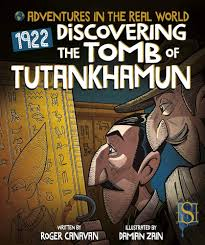 ADVENTURES IN THE REAL WORLD
1922 DISCOVERING
THE TOMB OF
TUTANKHAMUN
WRITTEN BY
ROGER CANAVAN
ILLUSTRATED BY
DAMIAN ZAIN
S